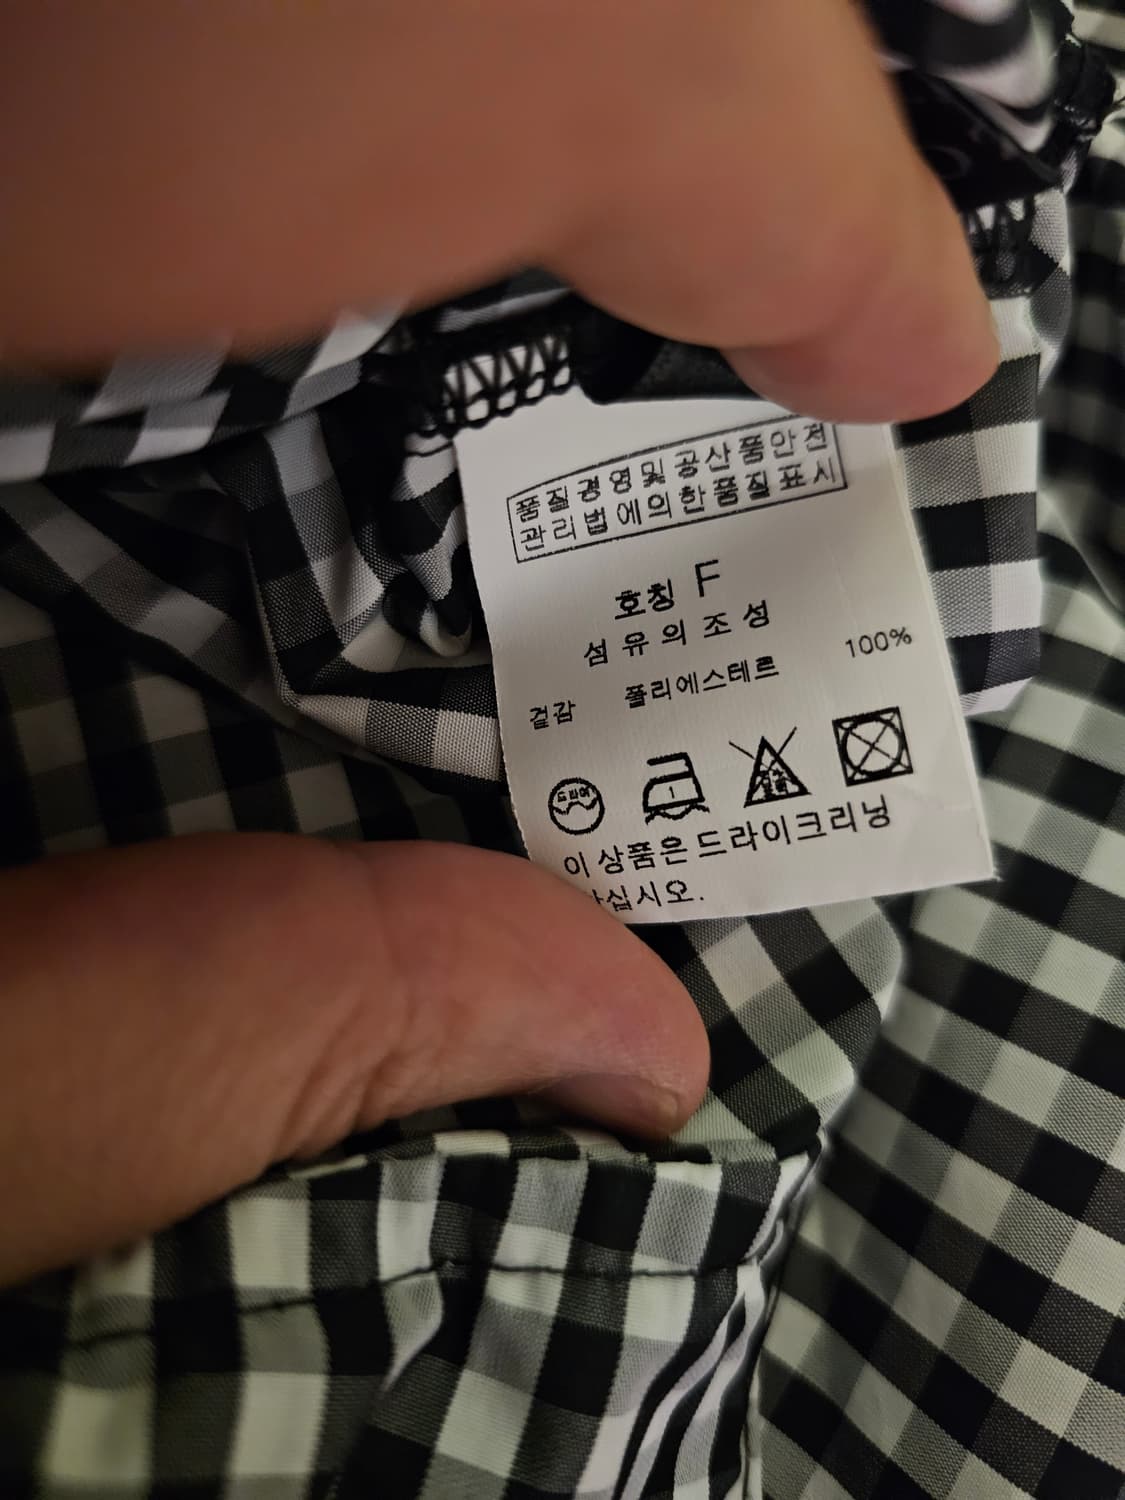 품질경영및공산품안전
관리법에의한품질표시
호칭 F
섬유의조성
겉감 폴리에스테르 100%
드라이
이 상품은 드라이크리닝
하십시오.